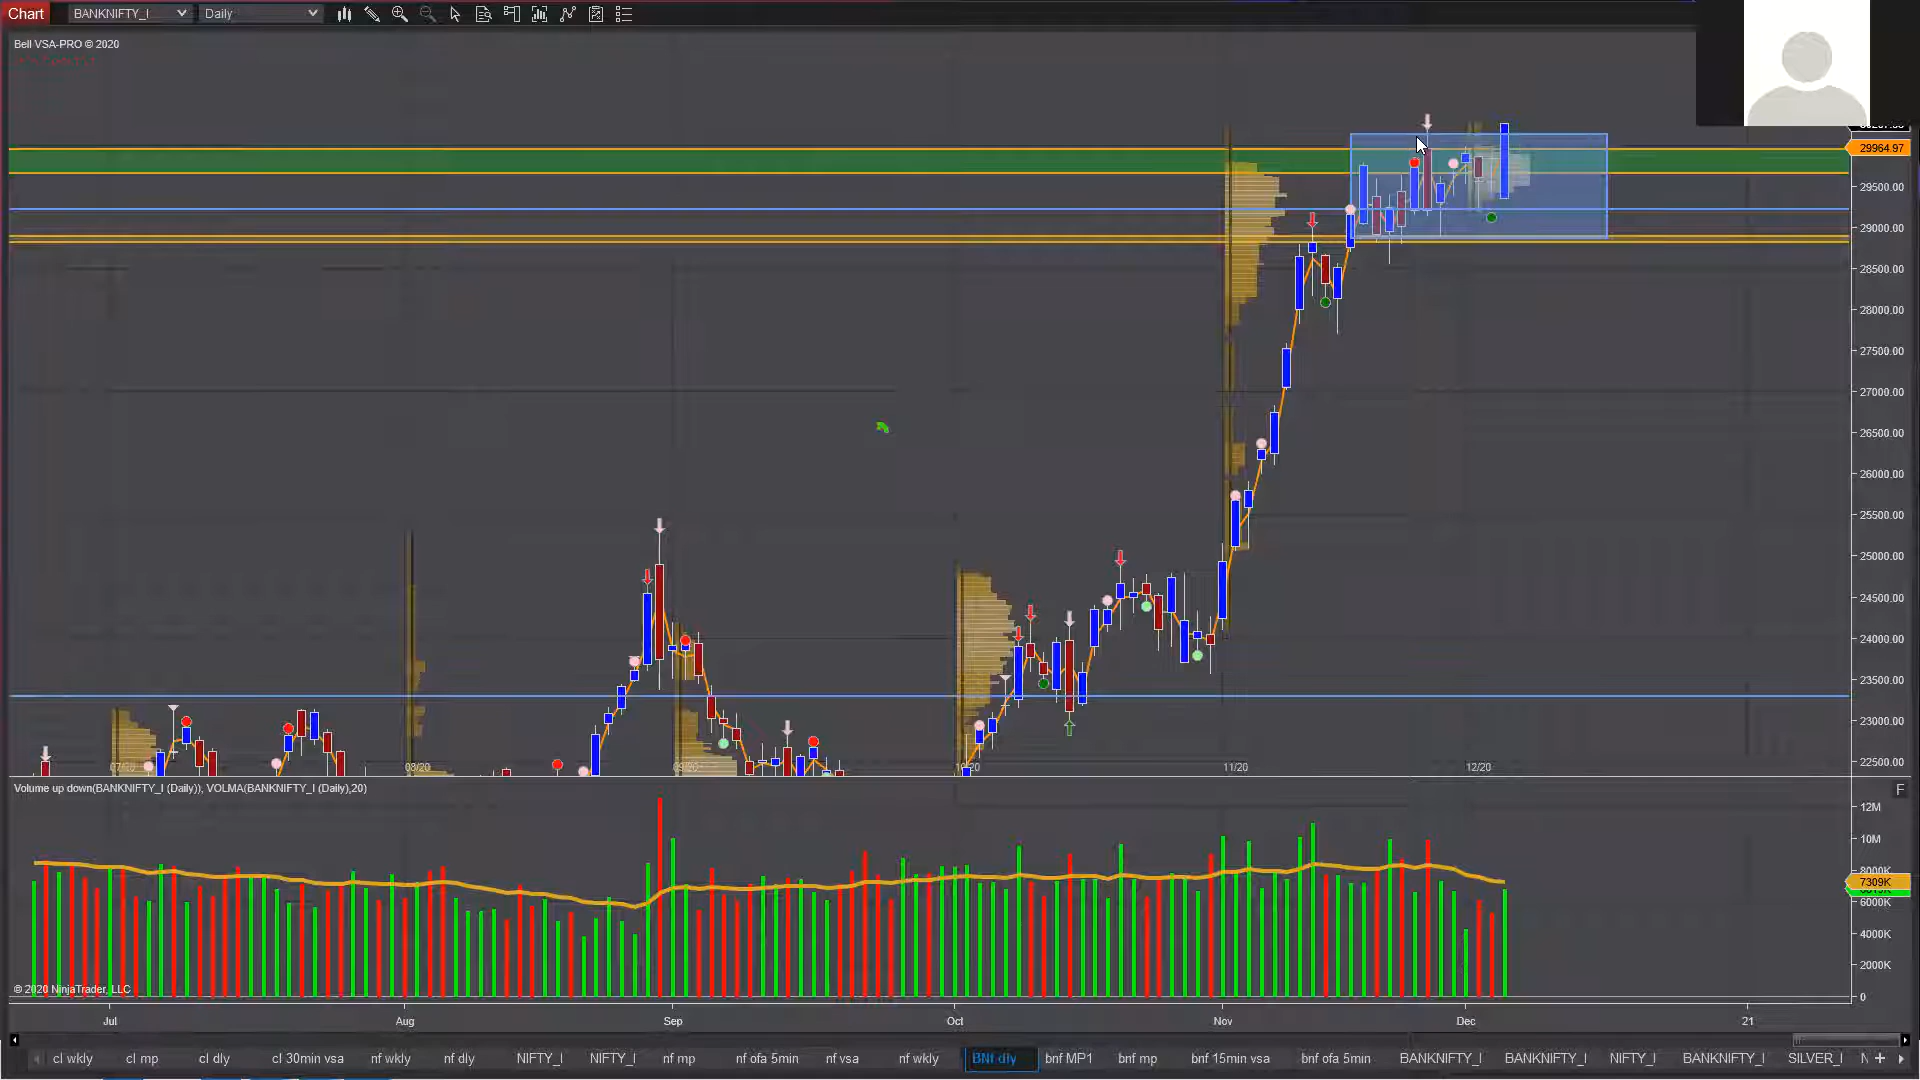 Chart BANKNIFTY_I Daily
Bell VSA-PRO © 2020
29964.97
29500.00
29000.00
28500.00
28000.00
27500.00
27000.00
26500.00
26000.00
25500.00
25000.00
24500.00
24000.00
23500.00
23000.00
22500.00
08/20 11/20 12/20
Volume up down(BANKNIFTY_I (Daily)), VOLMA(BANKNIFTY_I (Daily),20)
F
12M
10M
8000K
7309K
6000K
4000K
2000K
0
© 2020 NinjaTrader, LLC
Jul Aug Sep Oct Nov Dec 21
cl wkly cl mp cl dly cl 30min vsa nf wkly nf dly NIFTY_I NIFTY_I nf mp nf ofa 5min nf vsa nf wkly BNf dly bnf MP1 bnf mp bnf 15min vsa bnf ofa 5min BANKNIFTY_I BANKNIFTY_I NIFTY_I BANKNIFTY_I SILVER_I